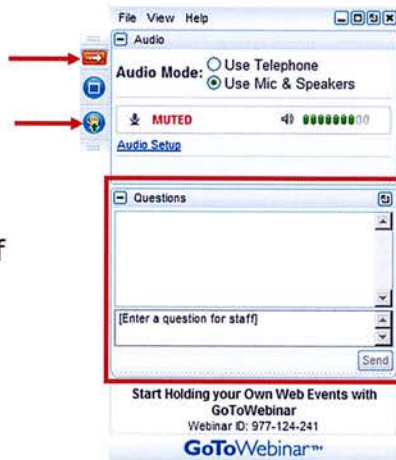 File View Help
Audio
Audio Mode: Use Telephone
Use Mic & Speakers
MUTED
Audio Setup
Questions
f
[Enter a question for staff]
Send
Start Holding your Own Web Events with
GoToWebinar
Webinar ID: 977-124-241
GoToWebinar™